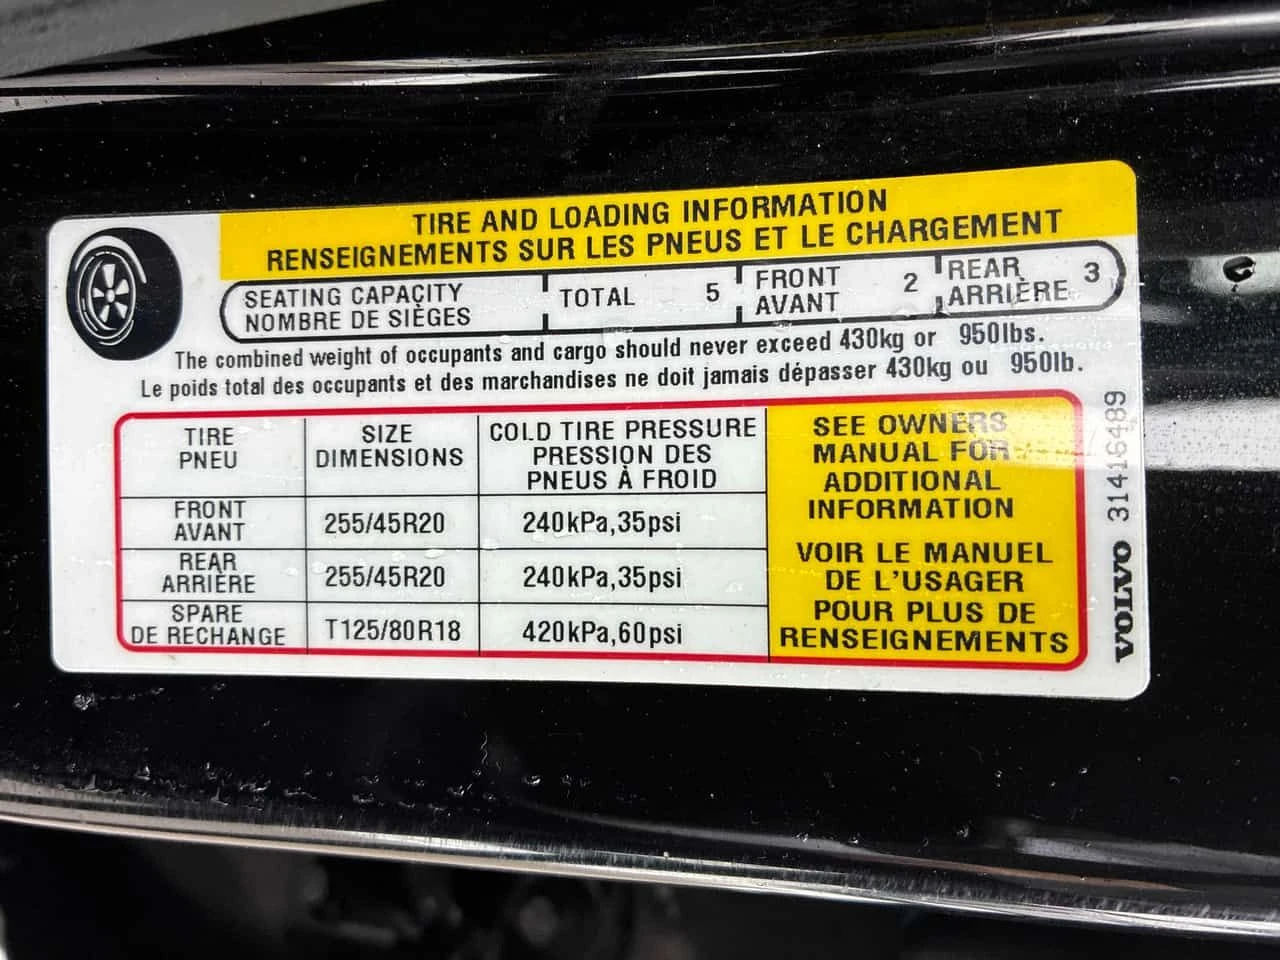 TIRE AND LOADING INFORMATION
RENSEIGNEMENTS SUR LES PNEUS ET LE CHARGEMENT
SEATING CAPACITY
NOMBRE DE SIÈGES
TOTAL 5
FRONT
AVANT
2
REAR
ARRIÈRE
3
The combined weight of occupants and cargo should never exceed 430kg or 950lbs.
Le poids total des occupants et des marchandises ne doit jamais dépasser 430kg ou 950lb.
TIRE
PNEU
SIZE
DIMENSIONS
COLD TIRE PRESSURE
PRESSION DES
PNEUS À FROID
FRONT
AVANT
255/45R20
240kPa,35psi
REAR
ARRIÈRE
255/45R20
240kPa,35psi
SPARE
DE RECHANGE
T125/80R18
420kPa,60psi
SEE OWNERS
MANUAL FOR
ADDITIONAL
INFORMATION
VOIR LE MANUEL
DE L'USAGER
POUR PLUS DE
RENSEIGNEMENTS
VOLVO 31416489